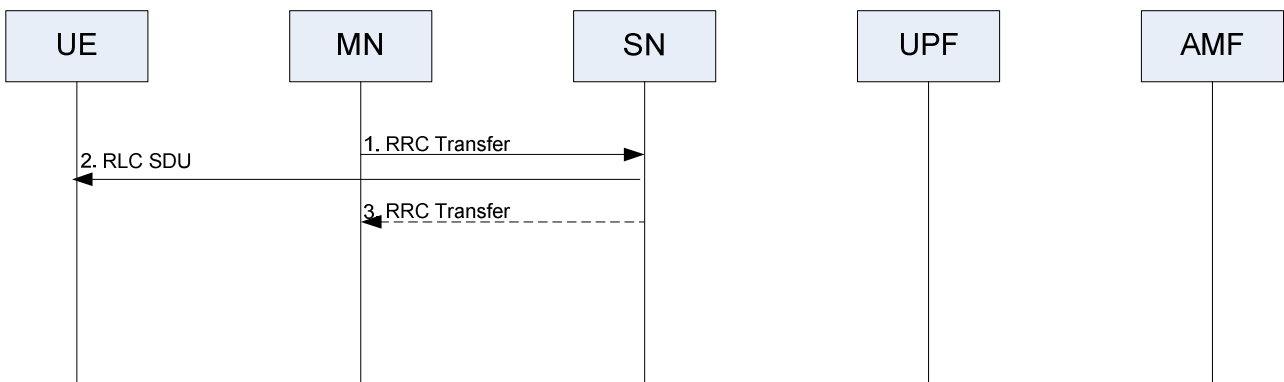 UE
MN
SN
UPF
AMF
1. RRC Transfer
2. RLC SDU
3. RRC Transfer